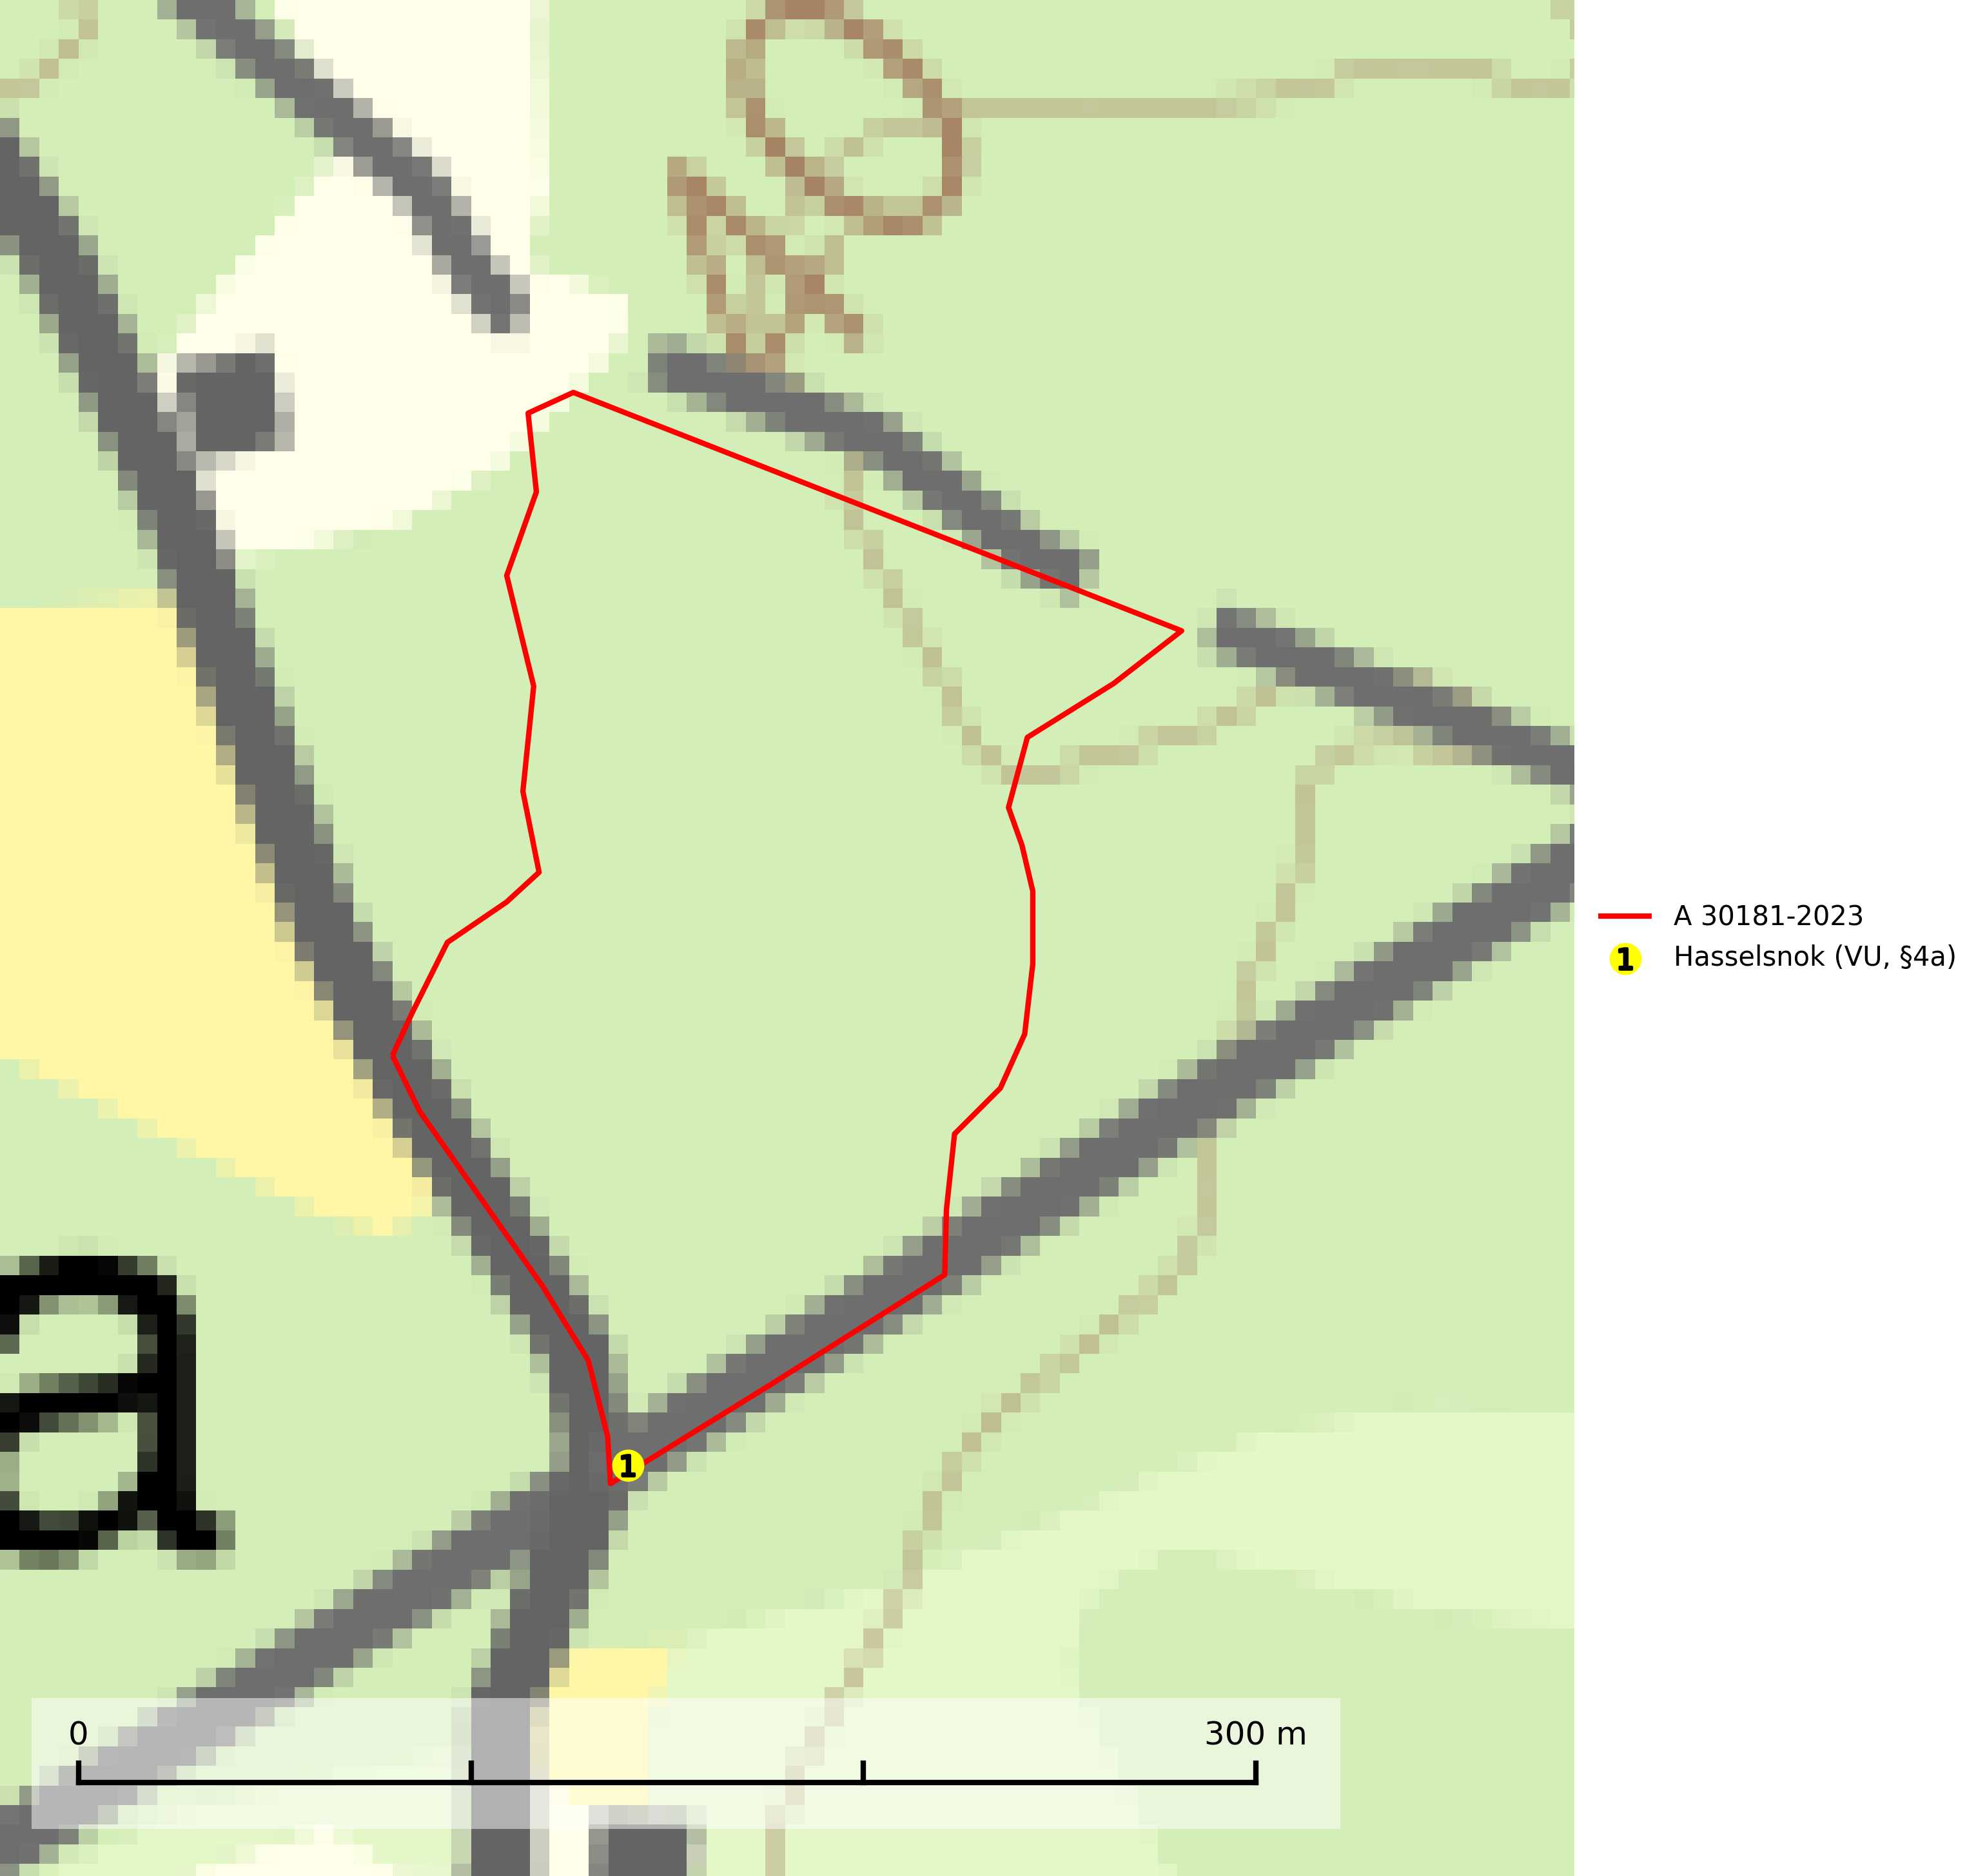 A 30181-2023
1 Hasselsnok (VU, §4a)
1
a
0 300 m